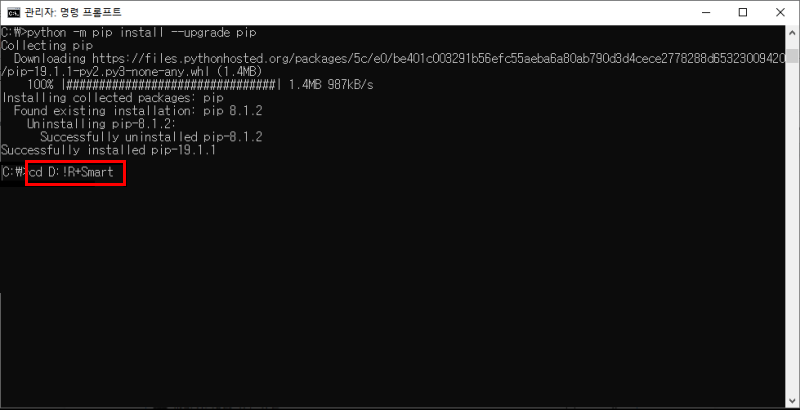 관리자: 명령 프롬프트
C:\>python -m pip install --upgrade pip
Collecting pip
  Downloading https://files.pythonhosted.org/packages/5c/e0/be401c003291b56efc55aeba6a80ab790d3d4cece2778288d65323009420
/pip-19.1.1-py2.py3-none-any.whl (1.4MB)
    100% |################################| 1.4MB 987kB/s
Installing collected packages: pip
  Found existing installation: pip 8.1.2
    Uninstalling pip-8.1.2:
      Successfully uninstalled pip-8.1.2
Successfully installed pip-19.1.1
C:\>cd D:!R+Smart